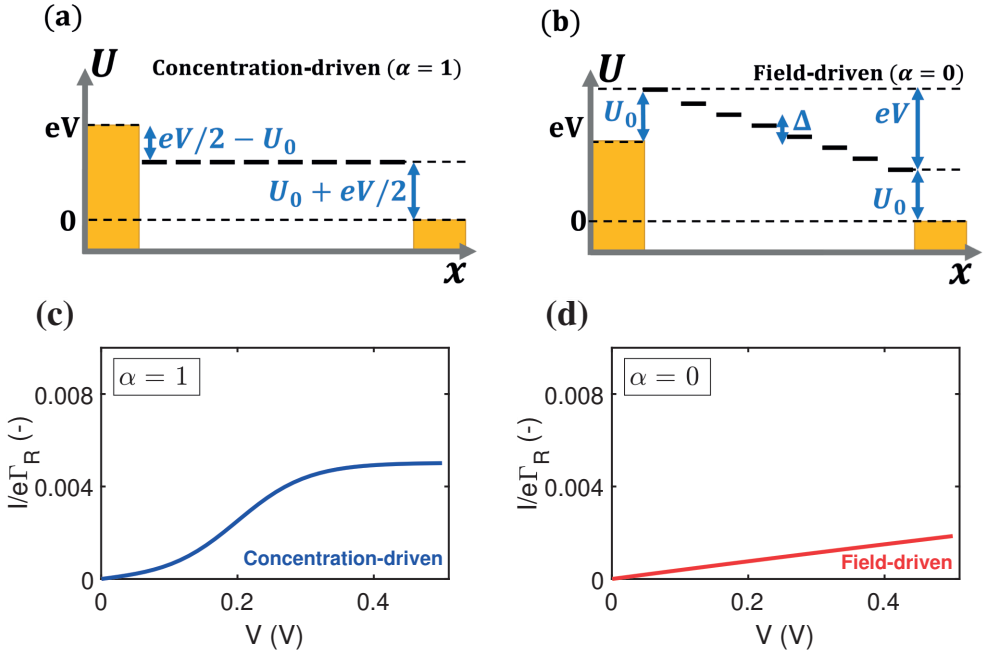 (a)
U
Concentration-driven (α = 1)
eV
eV/2 − U₀
U₀ + eV/2
0
x
(b)
U
Field-driven (α = 0)
U₀
eV
Δ
eV
U₀
0
x
(c)
α = 1
0.008
0.004
0
I/eΓ_R (-)
Concentration-driven
0
0.2
0.4
V (V)
(d)
α = 0
0.008
0.004
0
I/eΓ_R (-)
Field-driven
0
0.2
0.4
V (V)